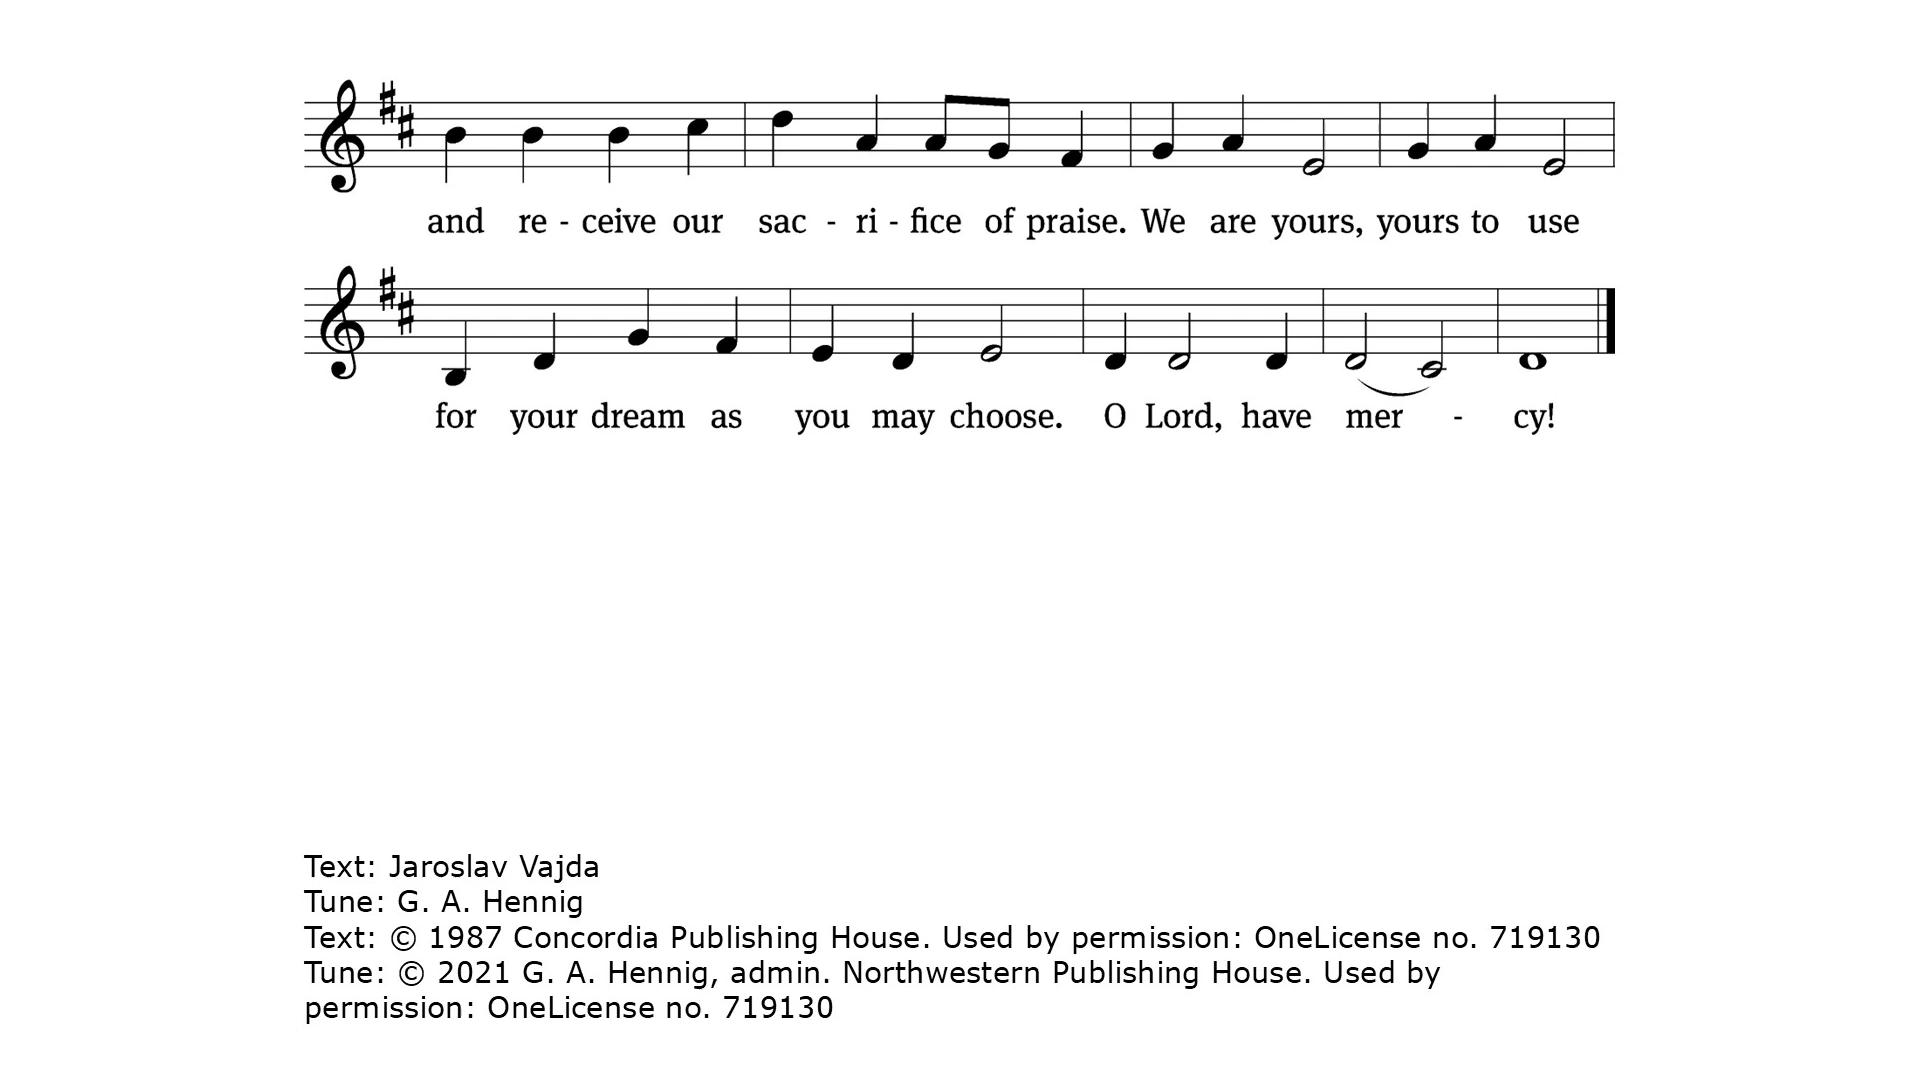 and re - ceive our sac - ri - fice of praise. We are yours, yours to use
for your dream as you may choose. O Lord, have mer - cy!
Text: Jaroslav Vajda
Tune: G. A. Hennig
Text: © 1987 Concordia Publishing House. Used by permission: OneLicense no. 719130
Tune: © 2021 G. A. Hennig, admin. Northwestern Publishing House. Used by
permission: OneLicense no. 719130